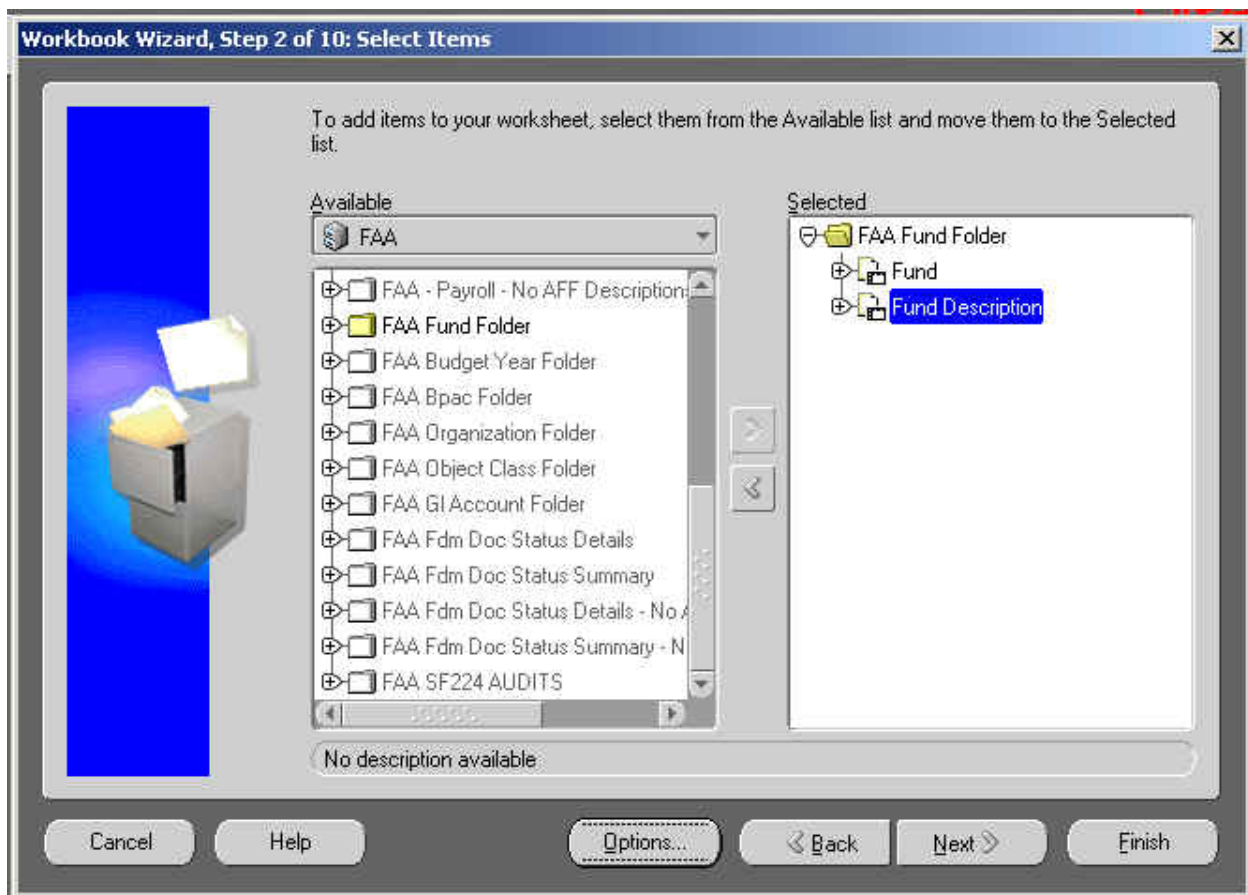 Workbook Wizard, Step 2 of 10: Select Items
To add items to your worksheet, select them from the Available list and move them to the Selected
list.
Available
FAA
FAA - Payroll - No AFF Descriptions
FAA Fund Folder
FAA Budget Year Folder
FAA Bpac Folder
FAA Organization Folder
FAA Object Class Folder
FAA Gl Account Folder
FAA Fdm Doc Status Details
FAA Fdm Doc Status Summary
FAA Fdm Doc Status Details - No
FAA Fdm Doc Status Summary - N
FAA SF224 AUDITS
No description available
Selected
FAA Fund Folder
Fund
Fund Description
Cancel
Help
Options...
Back
Next
Finish